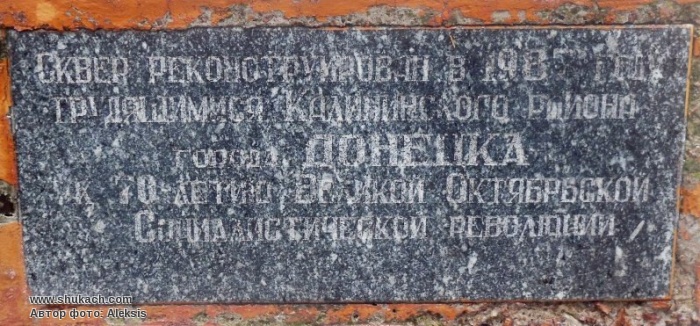 Сквер реконструирован в 1987 году
трудящимися Калининского района
города ДОНЕЦКА
к 70-летию Великой Октябрьской
Социалистической революции
www.shukach.com
Автор фото: Aleksis